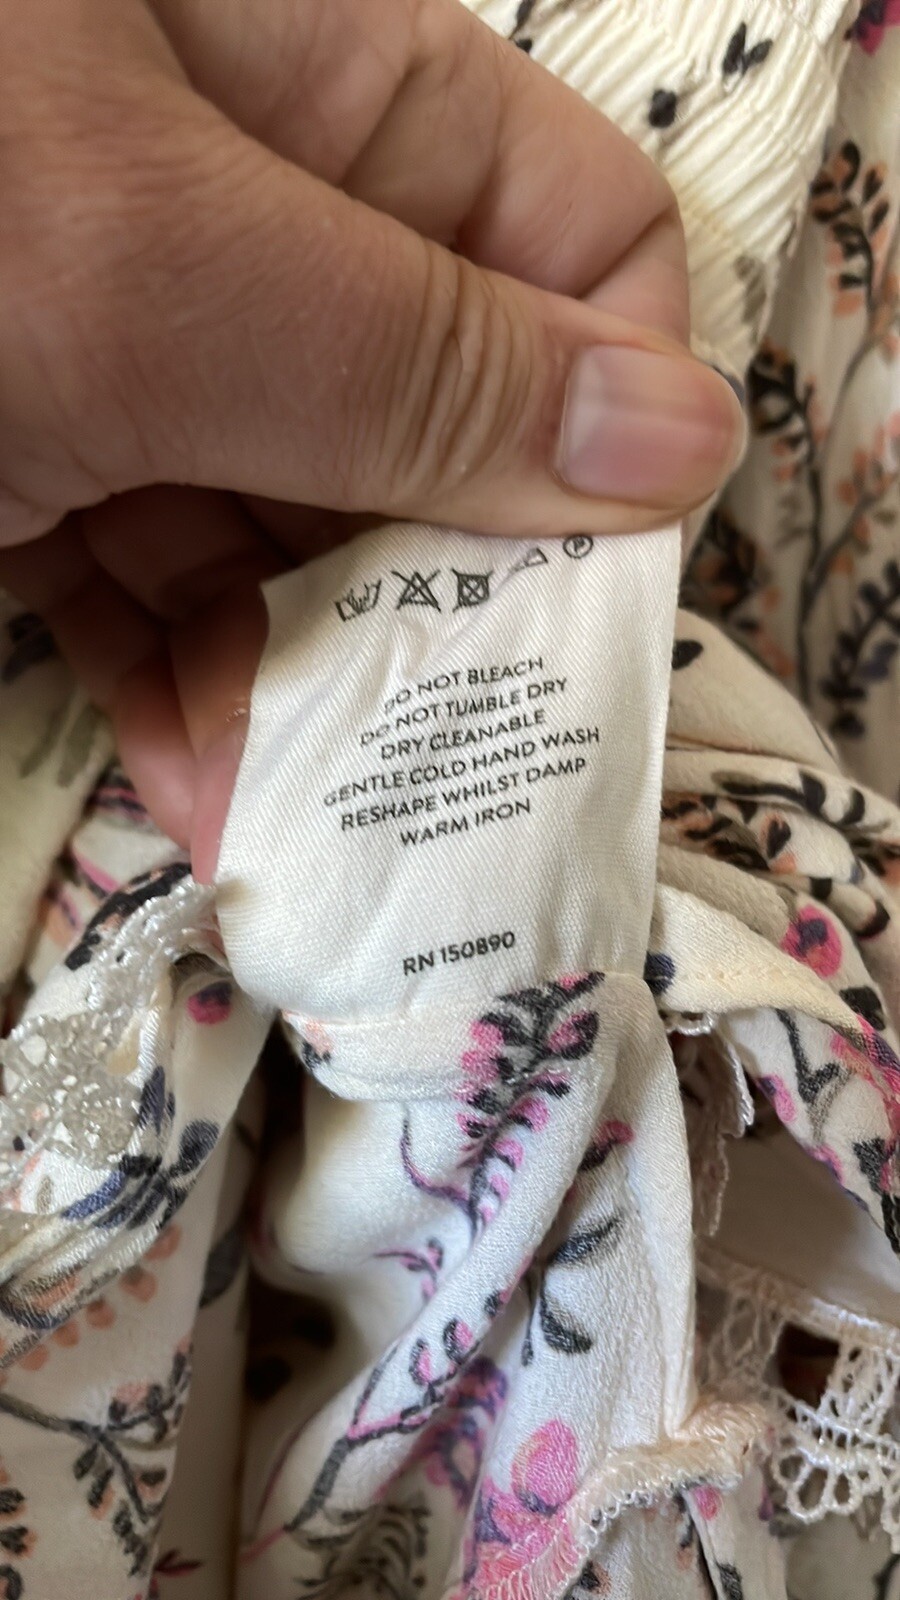 P
DO NOT BLEACH
DO NOT TUMBLE DRY
DRY CLEANABLE
GENTLE COLD HAND WASH
RESHAPE WHILST DAMP
WARM IRON
RN 150890